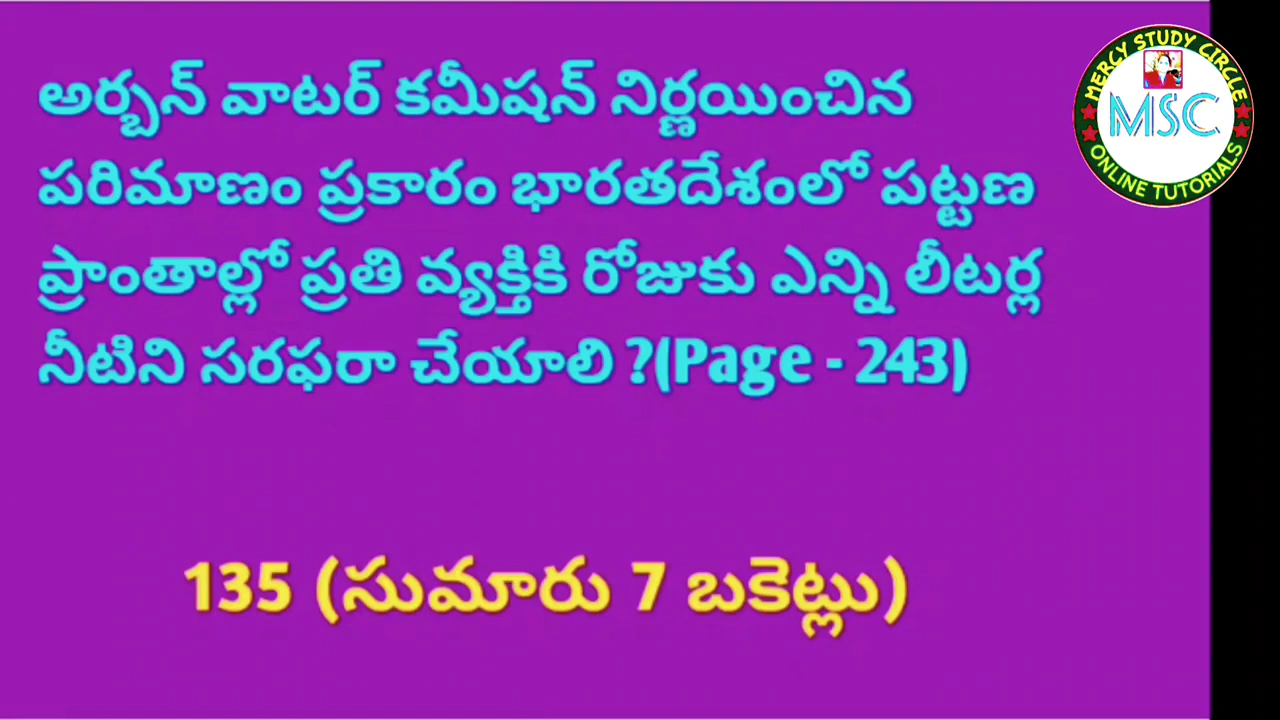 అర్బన్ వాటర్ కమీషన్ నిర్ణయించిన
పరిమాణం ప్రకారం భారతదేశంలో పట్టణ
ప్రాంతాల్లో ప్రతి వ్యక్తికి రోజుకు ఎన్ని లీటర్ల
నీటిని సరఫరా చేయాలి ?(Page - 243)
135 (సుమారు 7 బకెట్లు)
MERCY STUDY CIRCLE
MSC
ONLINE TUTORIALS